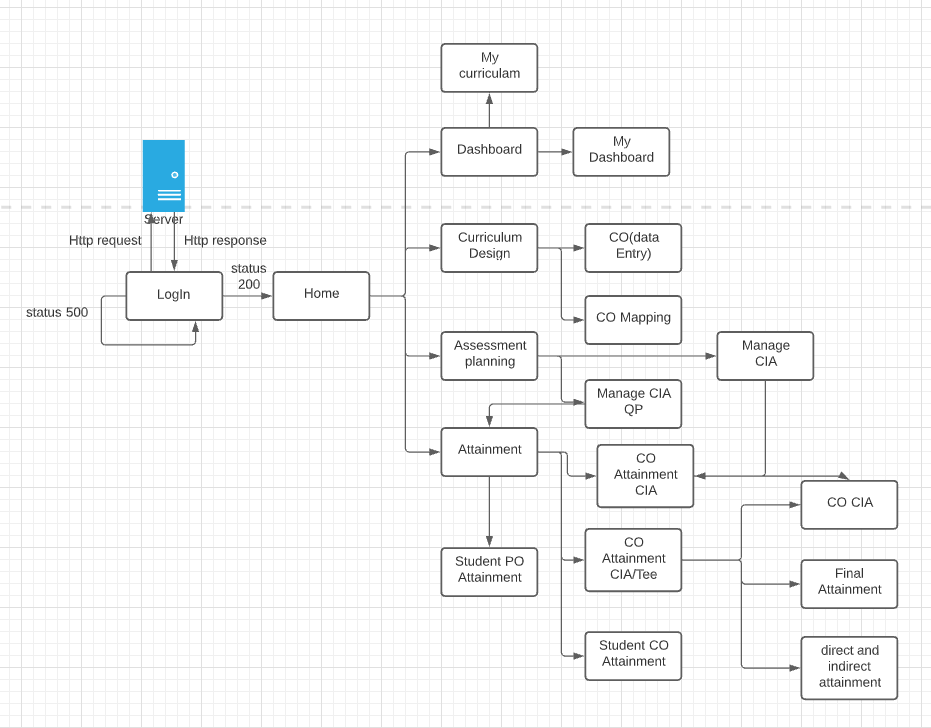 My
curriculam
Dashboard
My
Dashboard
Server
Http request
Http response
Curriculum
Design
CO(data
Entry)
status
200
LogIn
Home
status 500
CO Mapping
Assessment
planning
Manage
CIA
Manage CIA
QP
Attainment
CO
Attainment
CIA
CO CIA
Student PO
Attainment
CO
Attainment
CIA/Tee
Final
Attainment
Student CO
Attainment
direct and
indirect
attainment